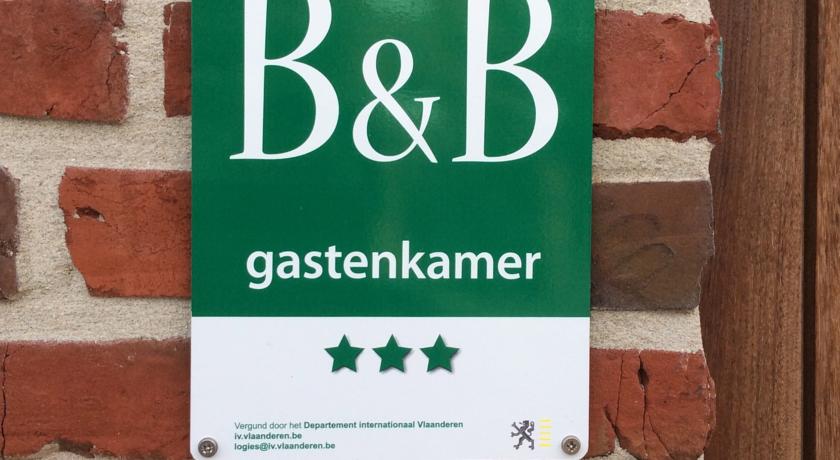 B&B
gastenkamer
Vergund door het Departement internationaal Vlaanderen
iv.vlaanderen.be
logies@iv.vlaanderen.be